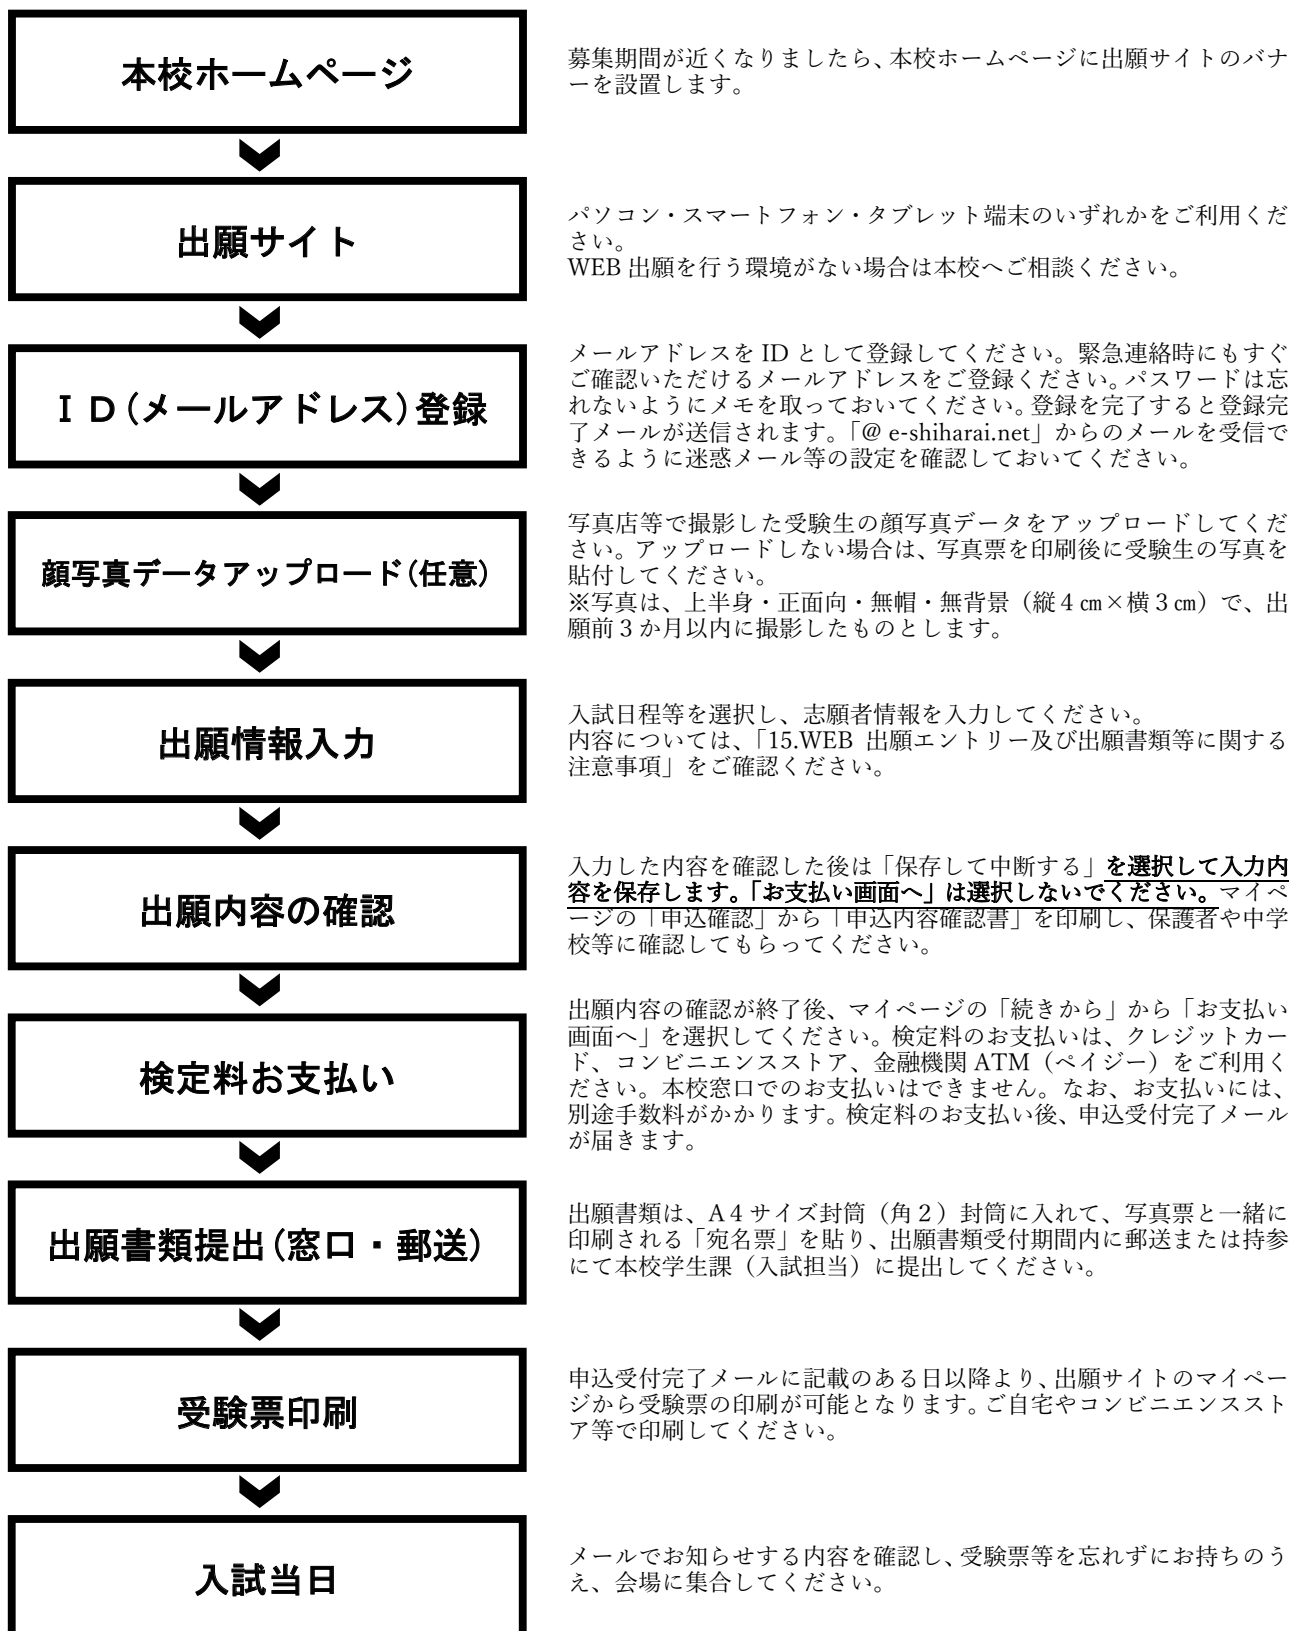 本校ホームページ
募集期間が近くなりましたら、本校ホームページに出願サイトのバナ
ーを設置します。
出願サイト
パソコン・スマートフォン・タブレット端末のいずれかをご利用くだ
さい。
WEB 出願を行う環境がない場合は本校へご相談ください。
ＩＤ(メールアドレス)登録
メールアドレスを ID として登録してください。緊急連絡時にもすぐ
ご確認いただけるメールアドレスをご登録ください。パスワードは忘
れないようにメモを取っておいてください。登録を完了すると登録完
了メールが送信されます。「@ e-shiharai.net」からのメールを受信で
きるように迷惑メール等の設定を確認しておいてください。
顔写真データアップロード(任意)
写真店等で撮影した受験生の顔写真データをアップロードしてくだ
さい。アップロードしない場合は、写真票を印刷後に受験生の写真を
貼付してください。
※写真は、上半身・正面向・無帽・無背景（縦４㎝×横３㎝）で、出
願前３か月以内に撮影したものとします。
出願情報入力
入試日程等を選択し、志願者情報を入力してください。
内容については、「15.WEB 出願エントリー及び出願書類等に関する
注意事項」をご確認ください。
出願内容の確認
入力した内容を確認した後は「保存して中断する」を選択して入力内
容を保存します。「お支払い画面へ」は選択しないでください。マイペ
ージの「申込確認」から「申込内容確認書」を印刷し、保護者や中学
校等に確認してもらってください。
検定料お支払い
出願内容の確認が終了後、マイページの「続きから」から「お支払い
画面へ」を選択してください。検定料のお支払いは、クレジットカー
ド、コンビニエンスストア、金融機関 ATM（ペイジー）をご利用く
ださい。本校窓口でのお支払いはできません。なお、お支払いには、
別途手数料がかかります。検定料のお支払い後、申込受付完了メール
が届きます。
出願書類提出(窓口・郵送)
出願書類は、A４サイズ封筒（角２）封筒に入れて、写真票と一緒に
印刷される「宛名票」を貼り、出願書類受付期間内に郵送または持参
にて本校学生課（入試担当）に提出してください。
受験票印刷
申込受付完了メールに記載のある日以降より、出願サイトのマイペー
ジから受験票の印刷が可能となります。ご自宅やコンビニエンススト
ア等で印刷してください。
入試当日
メールでお知らせする内容を確認し、受験票等を忘れずにお持ちのう
え、会場に集合してください。